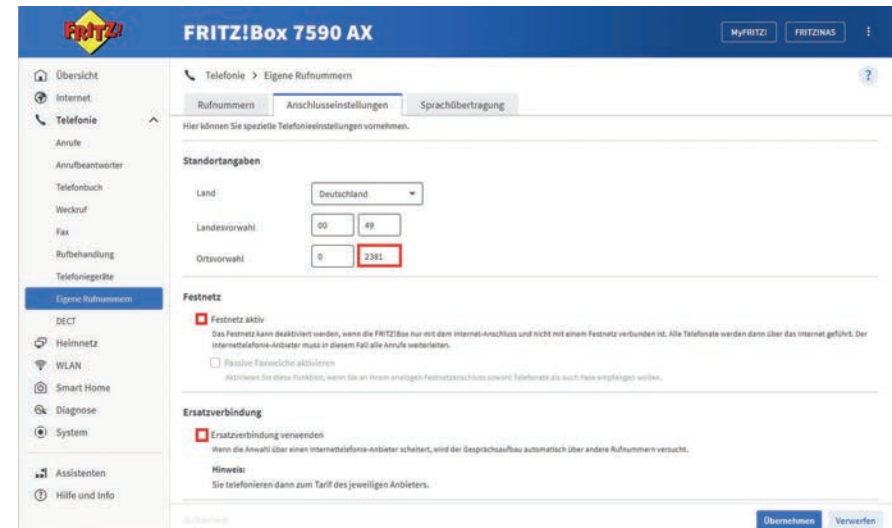 FRITZ!
FRITZ!Box 7590 AX
MyFRITZ!
FRITZ!NAS
Übersicht
Internet
Telefonie
Anrufe
Anrufbeantworter
Telefonbuch
Weckruf
Fax
Rufbehandlung
Telefoniegeräte
Eigene Rufnummern
DECT
Heimnetz
WLAN
Smart Home
Diagnose
System
Assistenten
Hilfe und Info
Telefonie > Eigene Rufnummern
?
Rufnummern
Anschlusseinstellungen
Sprachübertragung
Hier können Sie spezielle Telefonieeinstellungen vornehmen.
Standortangaben
Land
Deutschland
Landesvorwahl
00
49
Ortsvorwahl
0
2381
Festnetz
Festnetz aktiv
Das Festnetz kann deaktiviert werden, wenn die FRITZ!Box nur mit dem Internet-Anschluss und nicht mit einem Festnetz verbunden ist. Alle Telefonate werden dann über das Internet geführt. Der
Internettelefonie-Anbieter muss in diesem Fall alle Anrufe weiterleiten.
Passive Faxweiche aktivieren
Aktivieren Sie diese Funktion, wenn Sie an Ihrem analogen Festnetzanschluss sowohl Telefonate als auch Faxe empfangen wollen.
Ersatzverbindung
Ersatzverbindung verwenden
Wenn die Anwahl über einen Internettelefonie-Anbieter scheitert, wird der Gesprächsaufbau automatisch über andere Rufnummern versucht.
Hinweis:
Sie telefonieren dann zum Tarif des jeweiligen Anbieters.
Übernehmen
Verwerfen